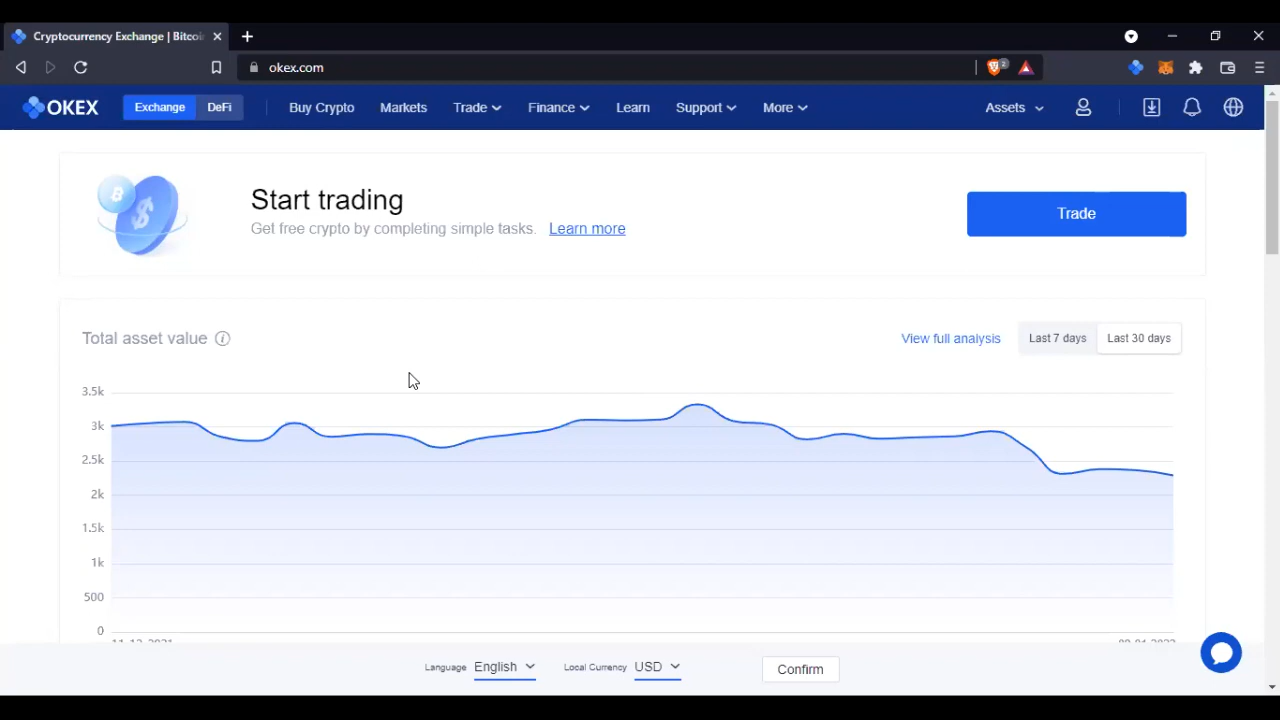 Cryptocurrency Exchange | Bitcoi
okex.com
2
OKEX Exchange DeFi Buy Crypto Markets Trade Finance Learn Support More Assets
Start trading
Get free crypto by completing simple tasks. Learn more
Trade
Total asset value
View full analysis Last 7 days Last 30 days
3.5k
3k
2.5k
2k
1.5k
1k
500
0
Language English Local Currency USD Confirm